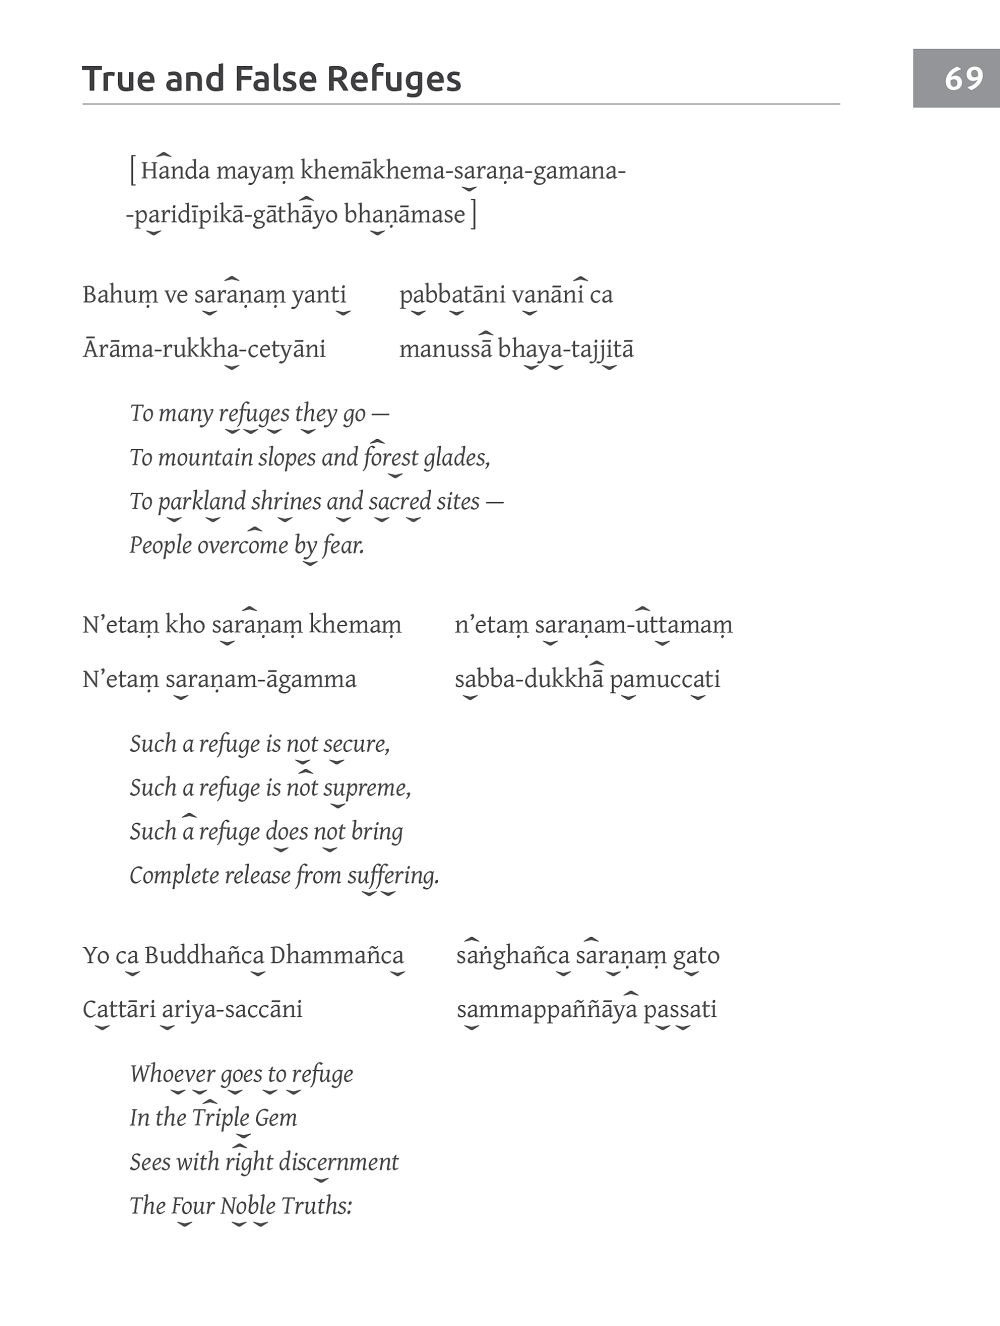 True and False Refuges
69
[ Handa mayaṃ khemākhema-saraṇa-gamana-
-paridīpikā-gāthāyo bhaṇāmase ]
Bahuṃ ve saraṇaṃ yanti pabbatāni vanāni ca
Ārāma-rukkha-cetyāni manussā bhaya-tajjitā
To many refuges they go —
To mountain slopes and forest glades,
To parkland shrines and sacred sites —
People overcome by fear.
N’etaṃ kho saraṇaṃ khemaṃ n’etaṃ saraṇam-uttamaṃ
N’etaṃ saraṇam-āgamma sabba-dukkhā pamuccati
Such a refuge is not secure,
Such a refuge is not supreme,
Such a refuge does not bring
Complete release from suffering.
Yo ca Buddhañca Dhammañca saṅghañca saraṇaṃ gato
Cattāri ariya-saccāni sammappaññāya passati
Whoever goes to refuge
In the Triple Gem
Sees with right discernment
The Four Noble Truths: